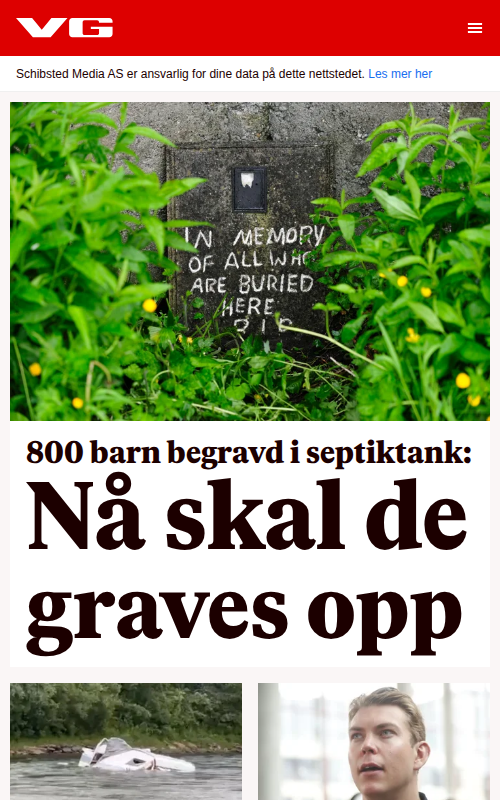 VG
Schibsted Media AS er ansvarlig for dine data på dette nettstedet. Les mer her
IN MEMORY
OF ALL WHO
ARE BURIED
HERE
RIP
800 barn begravd i septiktank:
Nå skal de
graves opp